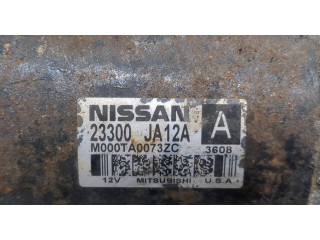 NISSAN A
23300 JA12A
M000TA0073ZC 3608
12V MITSUBISHI U.S.A.